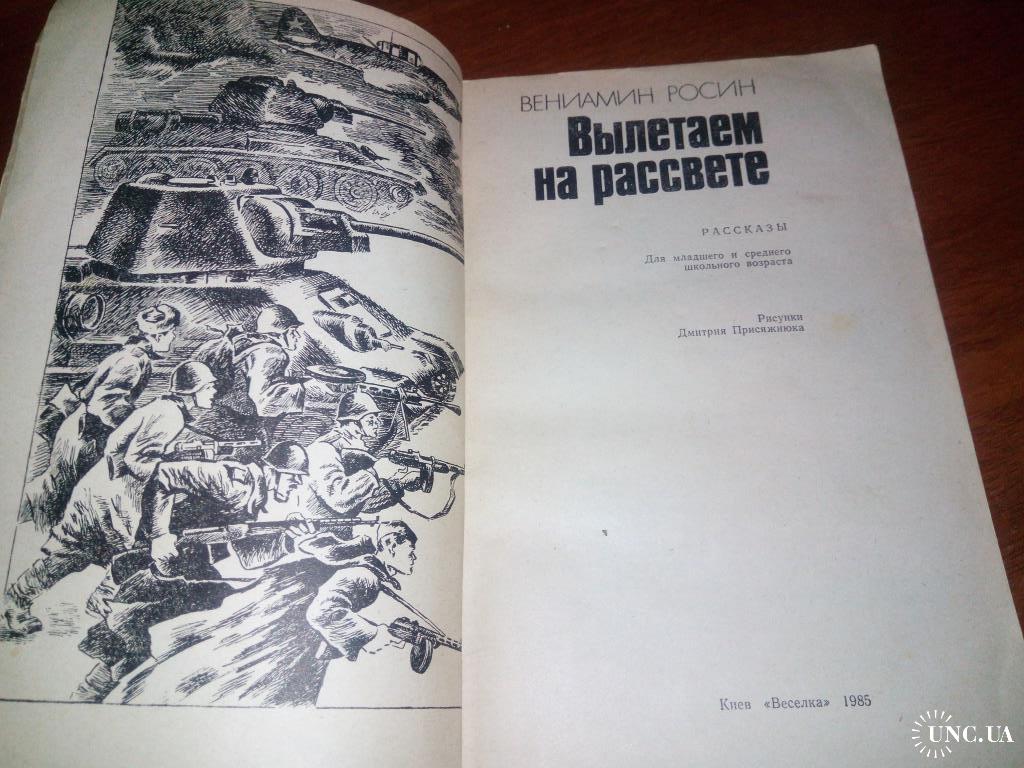 ВЕНИАМИН РОСИН
Вылетаем
на рассвете
РАССКАЗЫ
Для младшего и среднего
школьного возраста
Рисунки
Дмитрия Присяжнюка
Киев «Веселка» 1985
UNC.UA